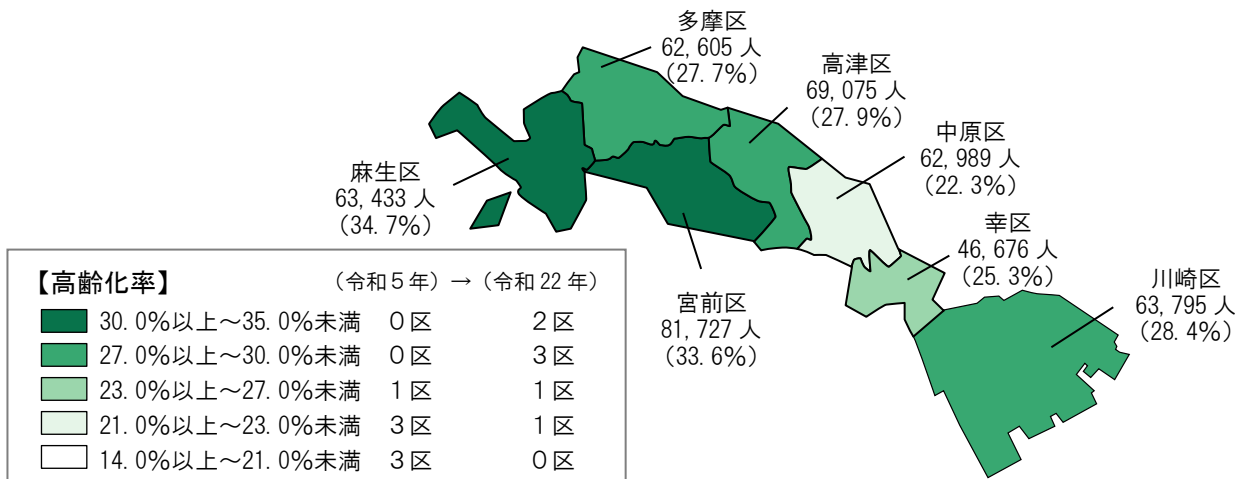 多摩区
62,605 人
(27.7%)
高津区
69,075 人
(27.9%)
中原区
62,989 人
(22.3%)
麻生区
63,433 人
(34.7%)
幸区
46,676 人
(25.3%)
川崎区
63,795 人
(28.4%)
宮前区
81,727 人
(33.6%)
【高齢化率】 (令和5年) → (令和22年)
30.0%以上~35.0%未満 0区 2区
27.0%以上~30.0%未満 0区 3区
23.0%以上~27.0%未満 1区 1区
21.0%以上~23.0%未満 3区 1区
14.0%以上~21.0%未満 3区 0区